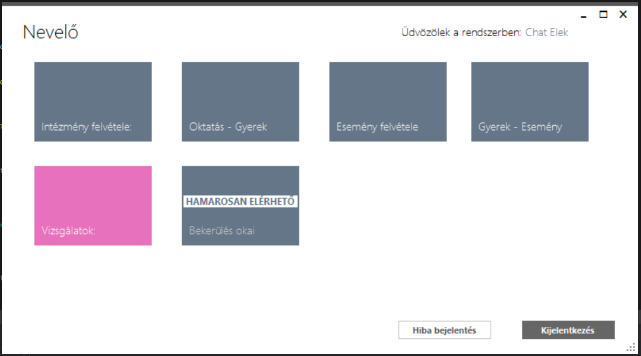 Nevelő
Üdvözölek a rendszerben: Chat Elek
Intézmény felvétele:
Oktatás - Gyerek
Esemény felvétele
Gyerek - Esemény
Vizsgálatok:
HAMAROSAN ELÉRHETŐ
Bekerülés okai
Hiba bejelentés
Kijelentkezés